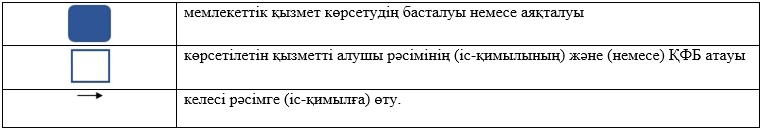 мемлекеттік қызмет көрсетудің басталуы немесе аяқталуы
көрсетілетін қызметті алушы рәсімінің (іс-қимылының) және (немесе) ҚФБ атауы
келесі рәсімге (іс-қимылға) өту.